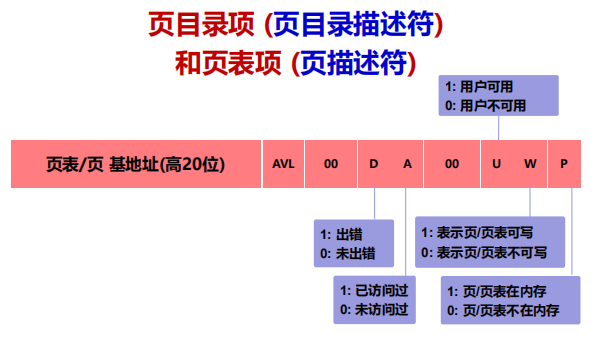 页目录项 (页目录描述符)
和页表项 (页描述符)
1: 用户可用
0: 用户不可用
页表/页 基地址(高20位) AVL 00 D A 00 U W P
1: 出错
0: 未出错
1: 表示页/页表可写
0: 表示页/页表不可写
1: 已访问过
0: 未访问过
1: 页/页表在内存
0: 页/页表不在内存